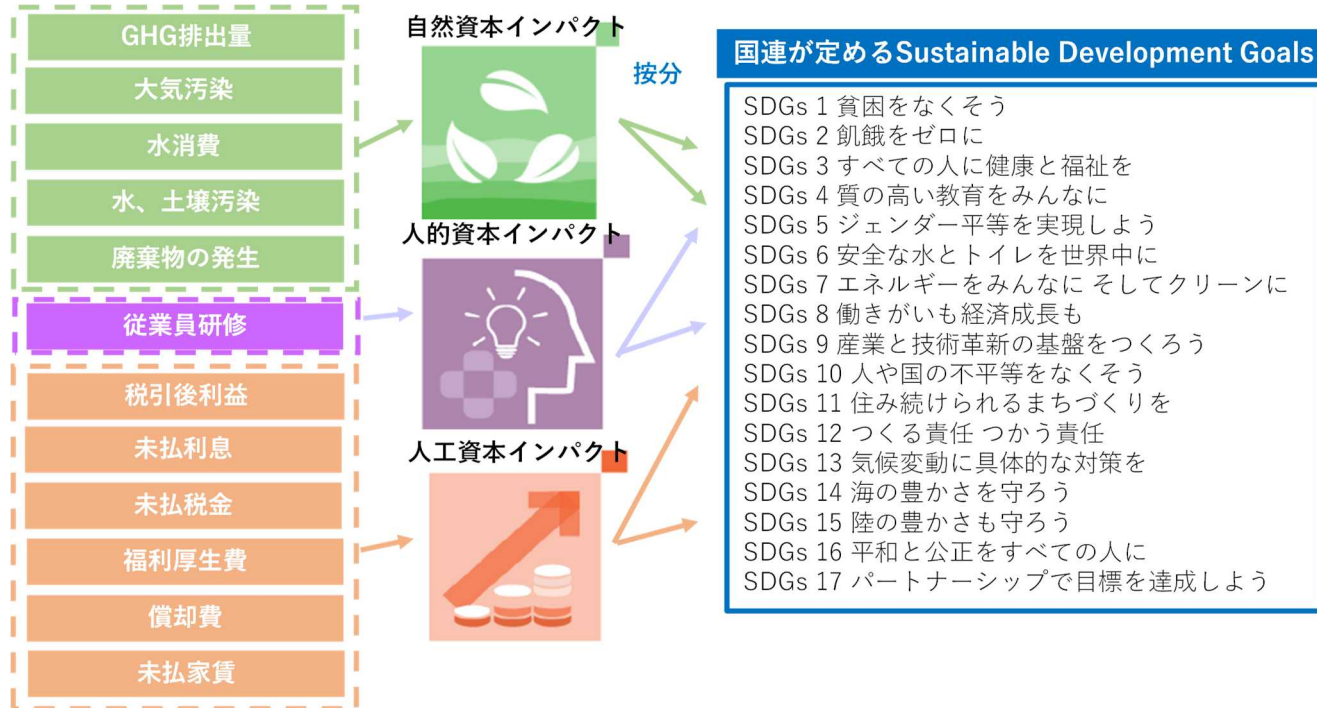 GHG排出量
大気汚染
水消費
水、土壌汚染
廃棄物の発生
従業員研修
税引後利益
未払利息
未払税金
福利厚生費
償却費
未払家賃
自然資本インパクト
人的資本インパクト
人工資本インパクト
按分
国連が定めるSustainable Development Goals
SDGs 1 貧困をなくそう
SDGs 2 飢餓をゼロに
SDGs 3 すべての人に健康と福祉を
SDGs 4 質の高い教育をみんなに
SDGs 5 ジェンダー平等を実現しよう
SDGs 6 安全な水とトイレを世界中に
SDGs 7 エネルギーをみんなに そしてクリーンに
SDGs 8 働きがいも経済成長も
SDGs 9 産業と技術革新の基盤をつくろう
SDGs 10 人や国の不平等をなくそう
SDGs 11 住み続けられるまちづくりを
SDGs 12 つくる責任 つかう責任
SDGs 13 気候変動に具体的な対策を
SDGs 14 海の豊かさを守ろう
SDGs 15 陸の豊かさも守ろう
SDGs 16 平和と公正をすべての人に
SDGs 17 パートナーシップで目標を達成しよう